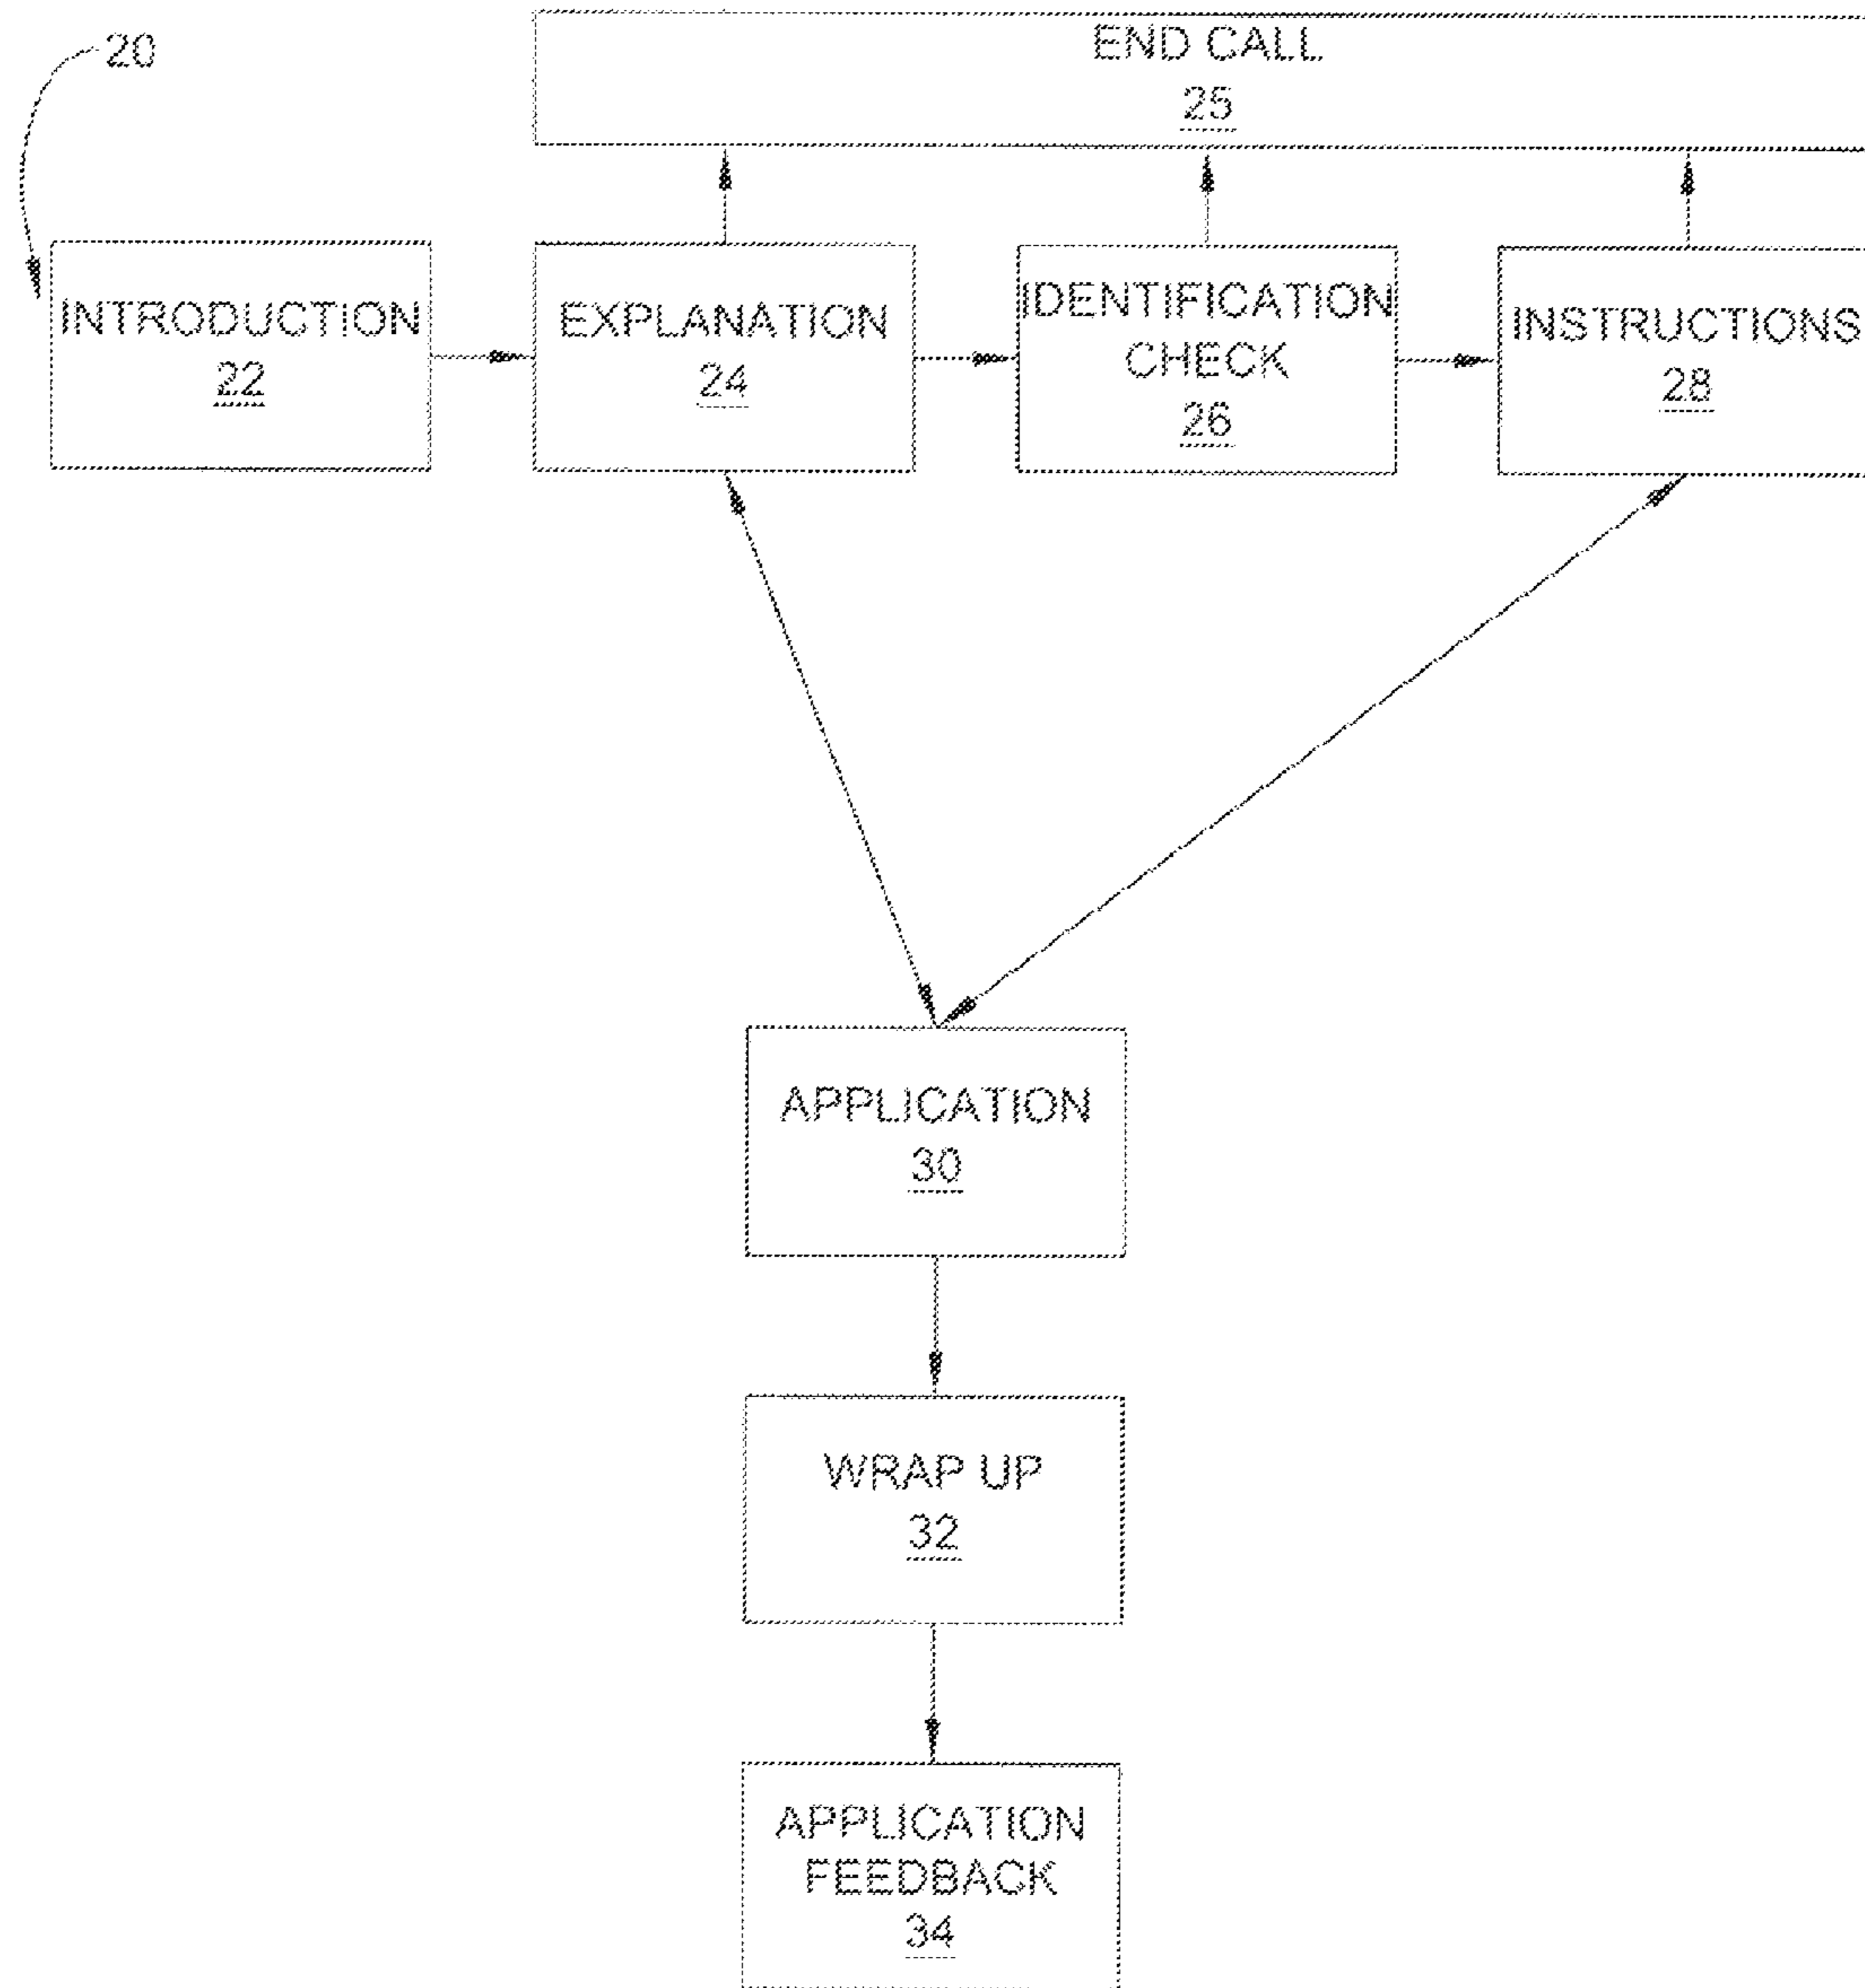 20
END CALL
25
INTRODUCTION
22
EXPLANATION
24
IDENTIFICATION
CHECK
26
INSTRUCTIONS
28
APPLICATION
30
WRAP UP
32
APPLICATION
FEEDBACK
34